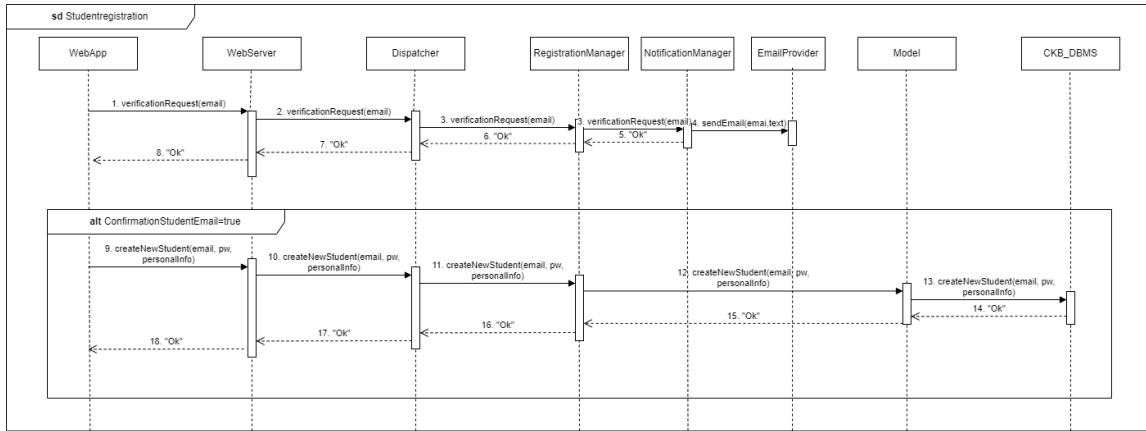 sd Studentregistration
WebApp
WebServer
Dispatcher
RegistrationManager
NotificationManager
EmailProvider
Model
CKB_DBMS
1. verificationRequest(email)
2. verificationRequest(email)
3. verificationRequest(email)
3. verificationRequest(email)
4. sendEmail(emai,text)
5. "Ok"
6. "Ok"
7. "Ok"
8. "Ok"
alt ConfirmationStudentEmail=true
9. createNewStudent(email, pw,
personalInfo)
10. createNewStudent(email, pw,
personalInfo)
11. createNewStudent(email, pw,
personalInfo)
12. createNewStudent(email, pw,
personalInfo)
13. createNewStudent(email, pw,
personalInfo)
14. "Ok"
15. "Ok"
16. "Ok"
17. "Ok"
18. "Ok"